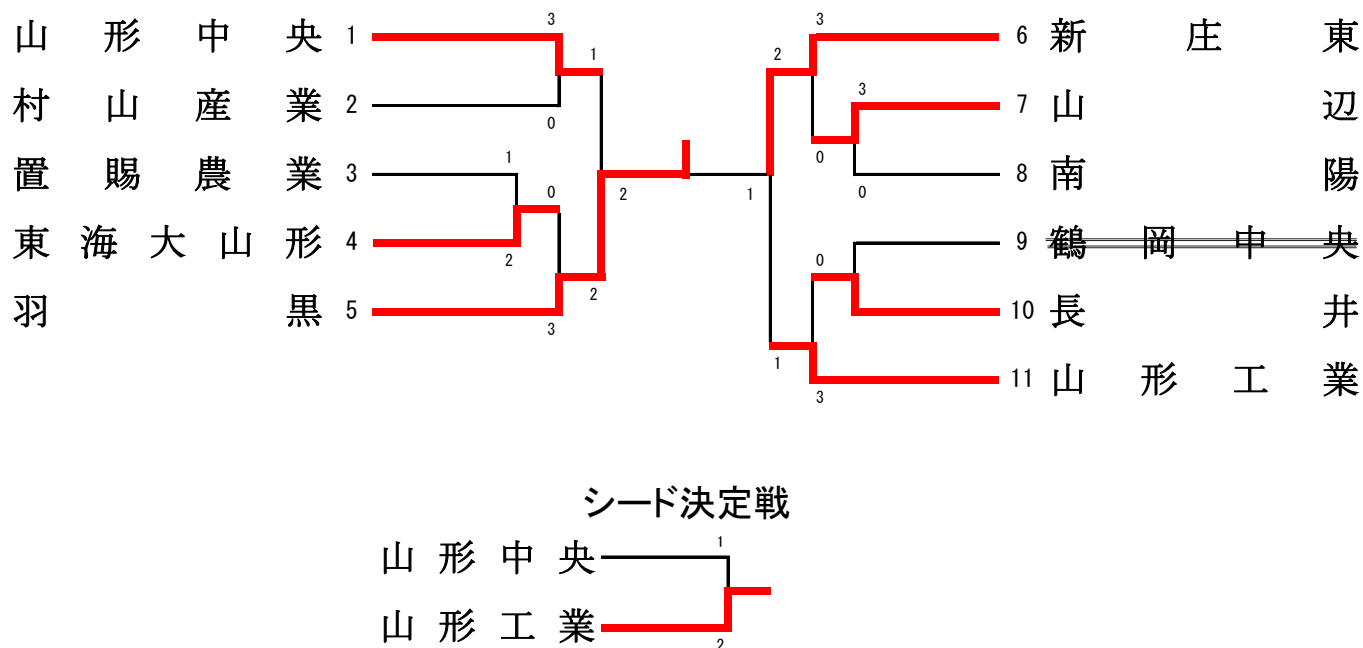 3 3
山形中央 1 6 新庄東
1 2
村山産業 2 3 7 山辺
0
置賜農業 3 1 0 8 南陽
0 2 1 0
東海大山形 4 9 鶴岡中央
2 0
2
羽黒 5 10 長井
3
1
山形工業 11
3
シード決定戦
1
山形中央
山形工業
2